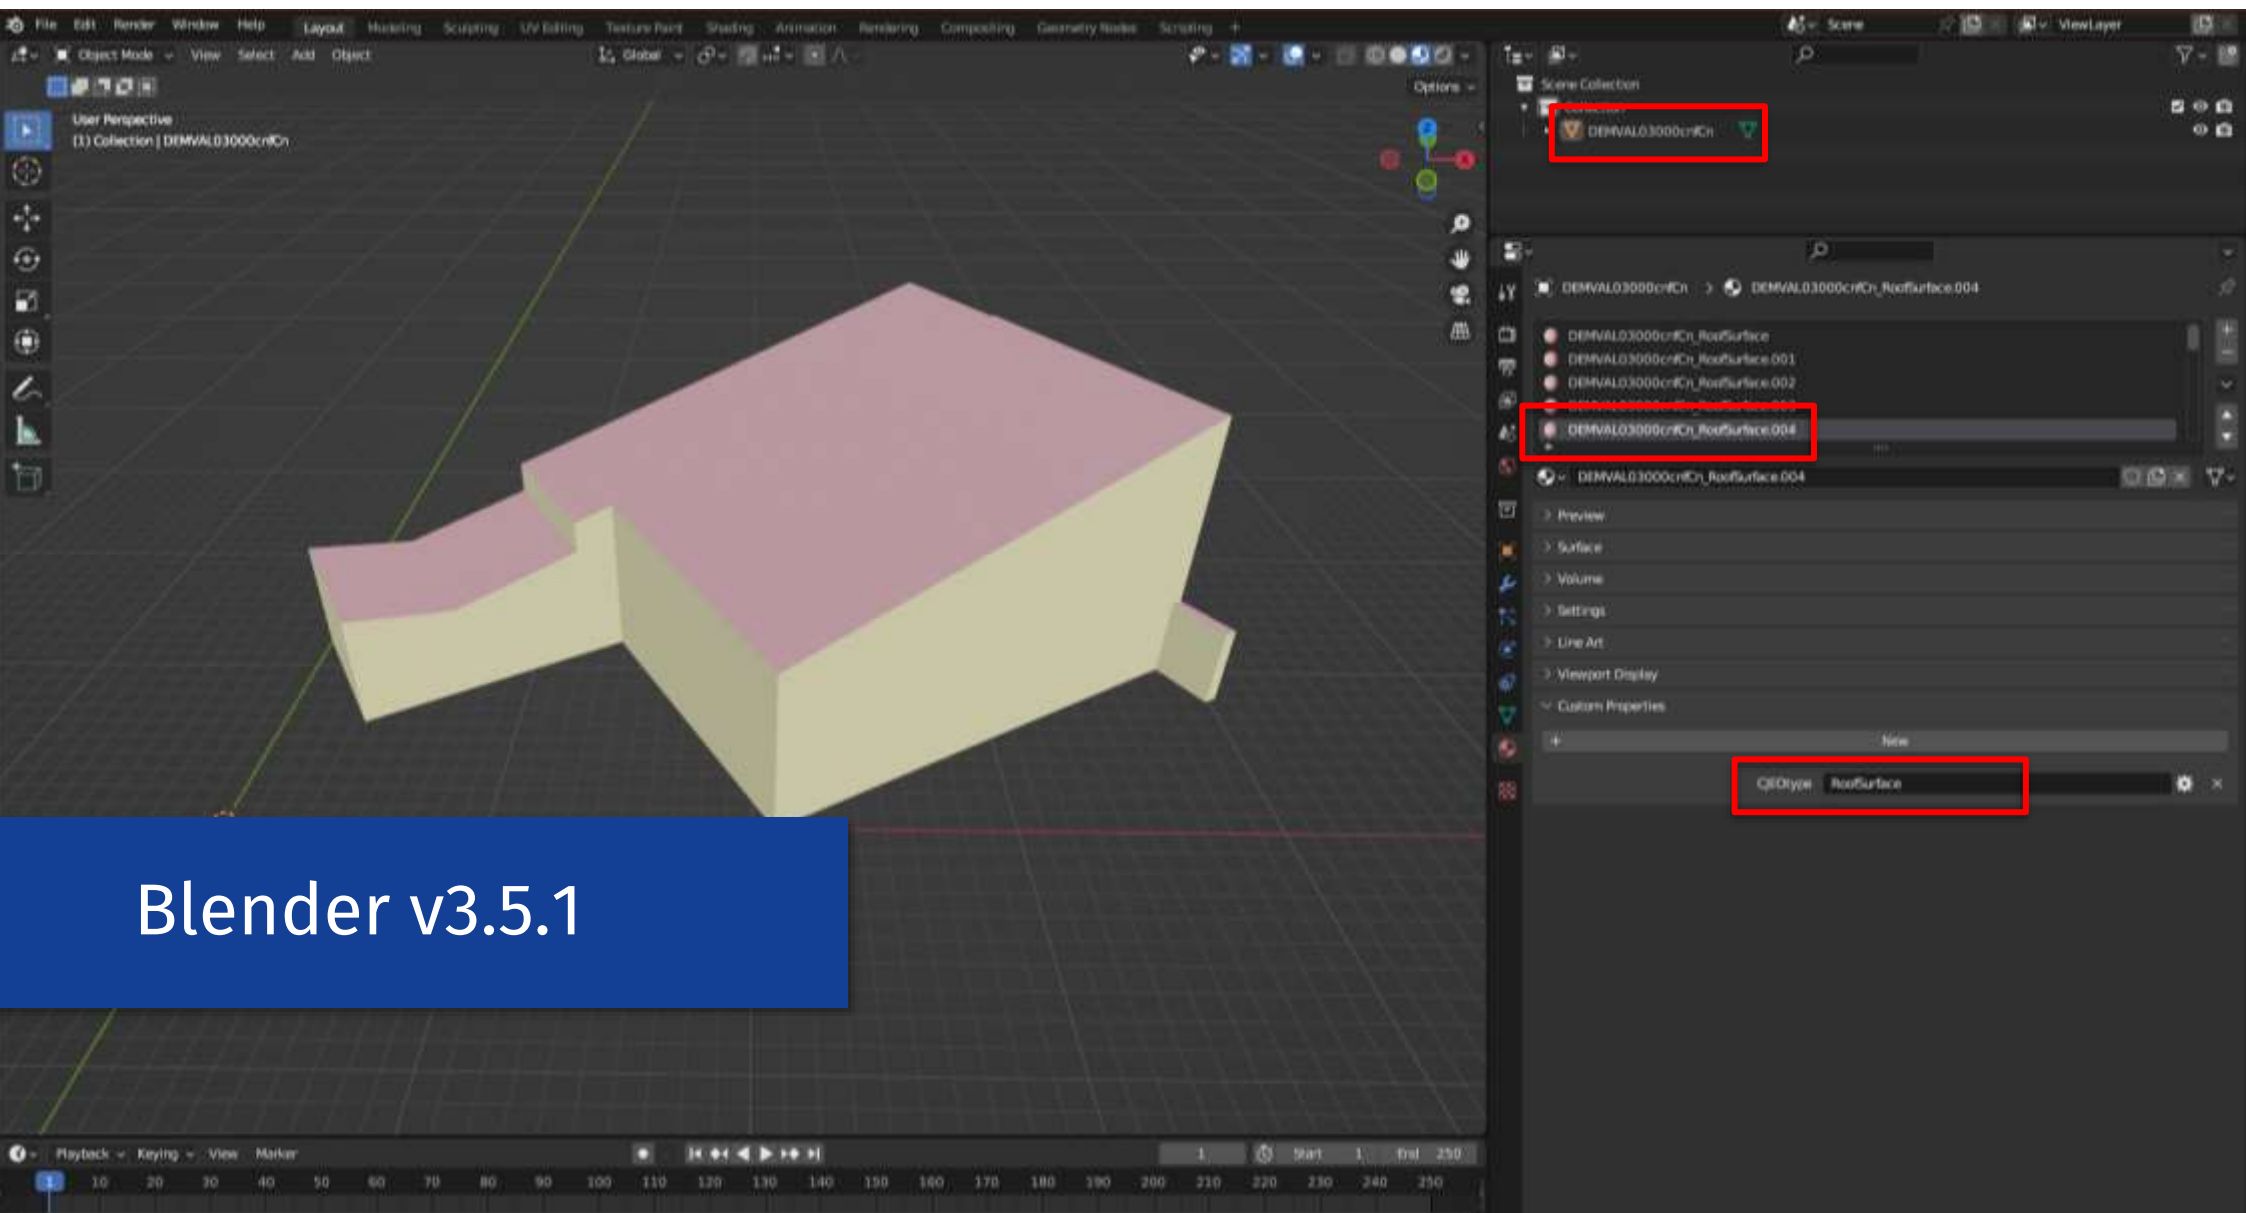 File Edit Render Window Help Layout Modeling Sculpting UV Editing Texture Paint Shading Animation Rendering Compositing Geometry Nodes Scripting + Scene ViewLayer
Object Mode View Select Add Object Global
Options
User Perspective
(1) Collection | DEMVAL03000cnfCn
Scene Collection
DEMVAL03000cnfCn
DEMVAL03000cnfCn > DEMVAL03000cnfCn_RoofSurface.004
DEMVAL03000cnfCn_RoofSurface
DEMVAL03000cnfCn_RoofSurface.001
DEMVAL03000cnfCn_RoofSurface.002
DEMVAL03000cnfCn_RoofSurface.004
DEMVAL03000cnfCn_RoofSurface.004
Preview
Surface
Volume
Settings
Line Art
Viewport Display
Custom Properties
+ New
CJEOtype RoofSurface
Blender v3.5.1
Playback Keying View Marker 1 Start 1 End 250
1 10 20 30 40 50 60 70 80 90 100 110 120 130 140 150 160 170 180 190 200 210 220 230 240 250